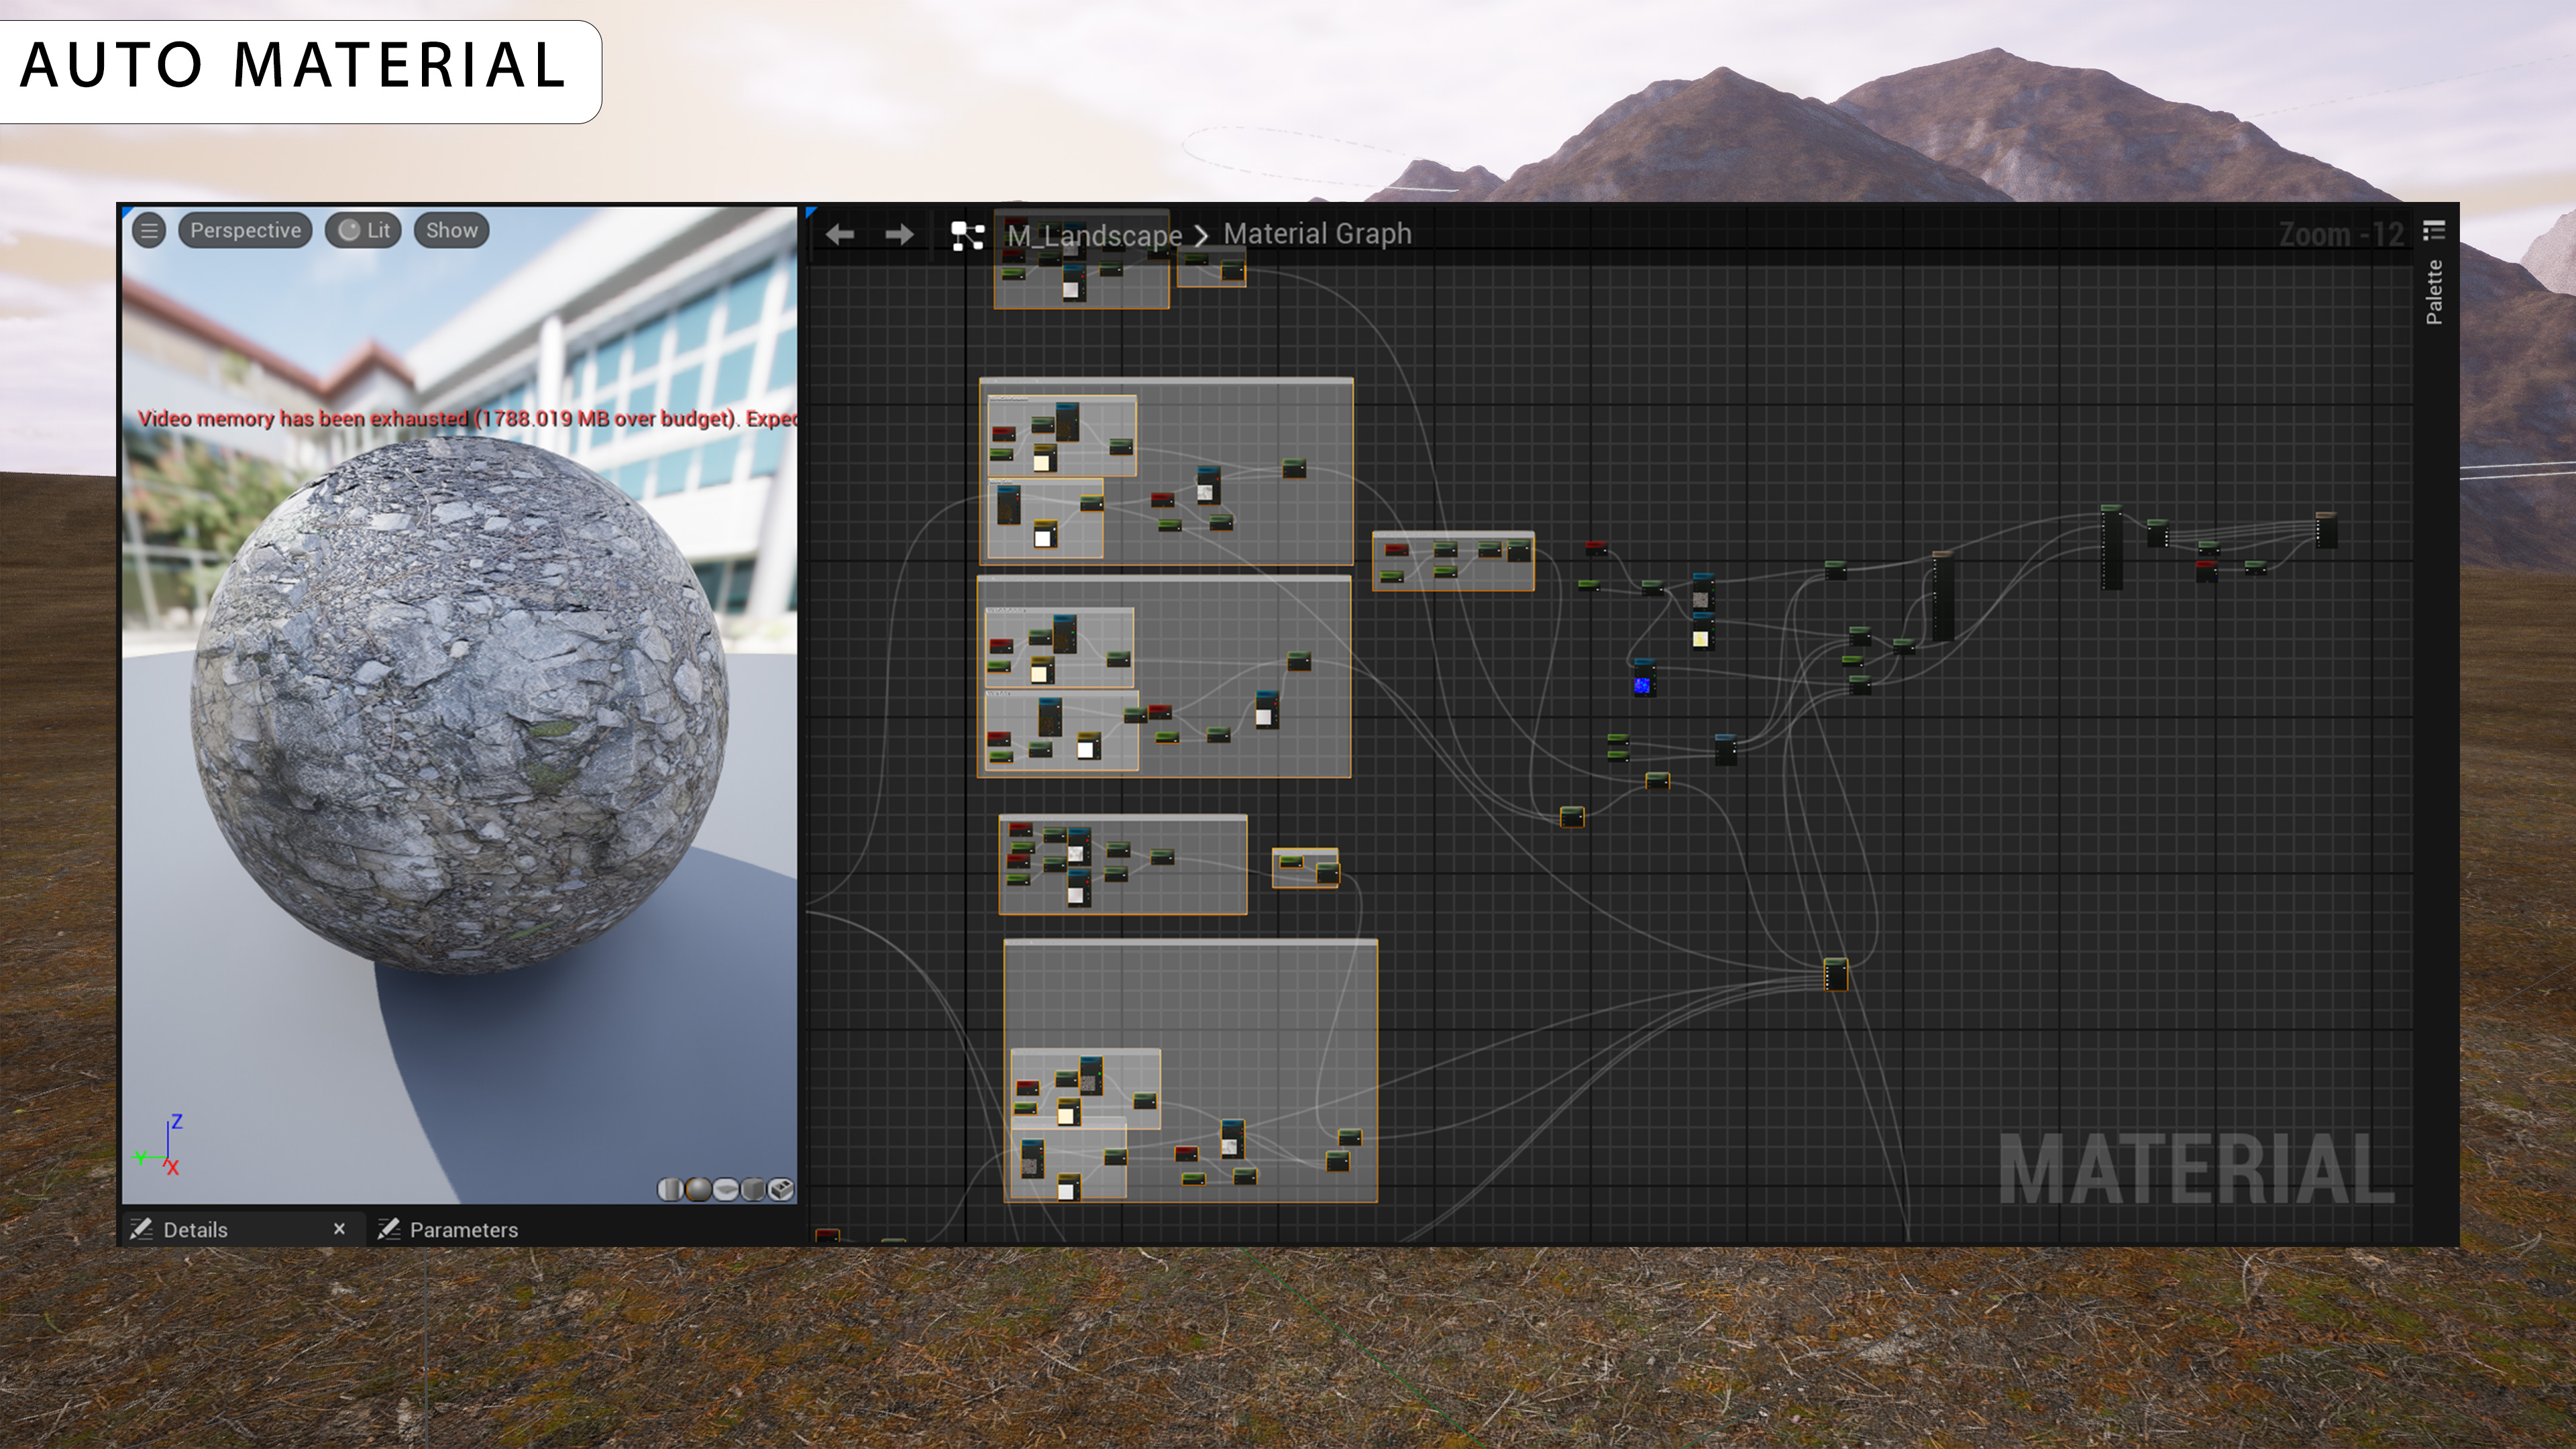 AUTO MATERIAL
Perspective
Lit
Show
M_Landscape
Material Graph
Zoom -12
Palette
Video memory has been exhausted (1788.019 MB over budget). Expec
Z
Y
X
MATERIAL
Details
Parameters